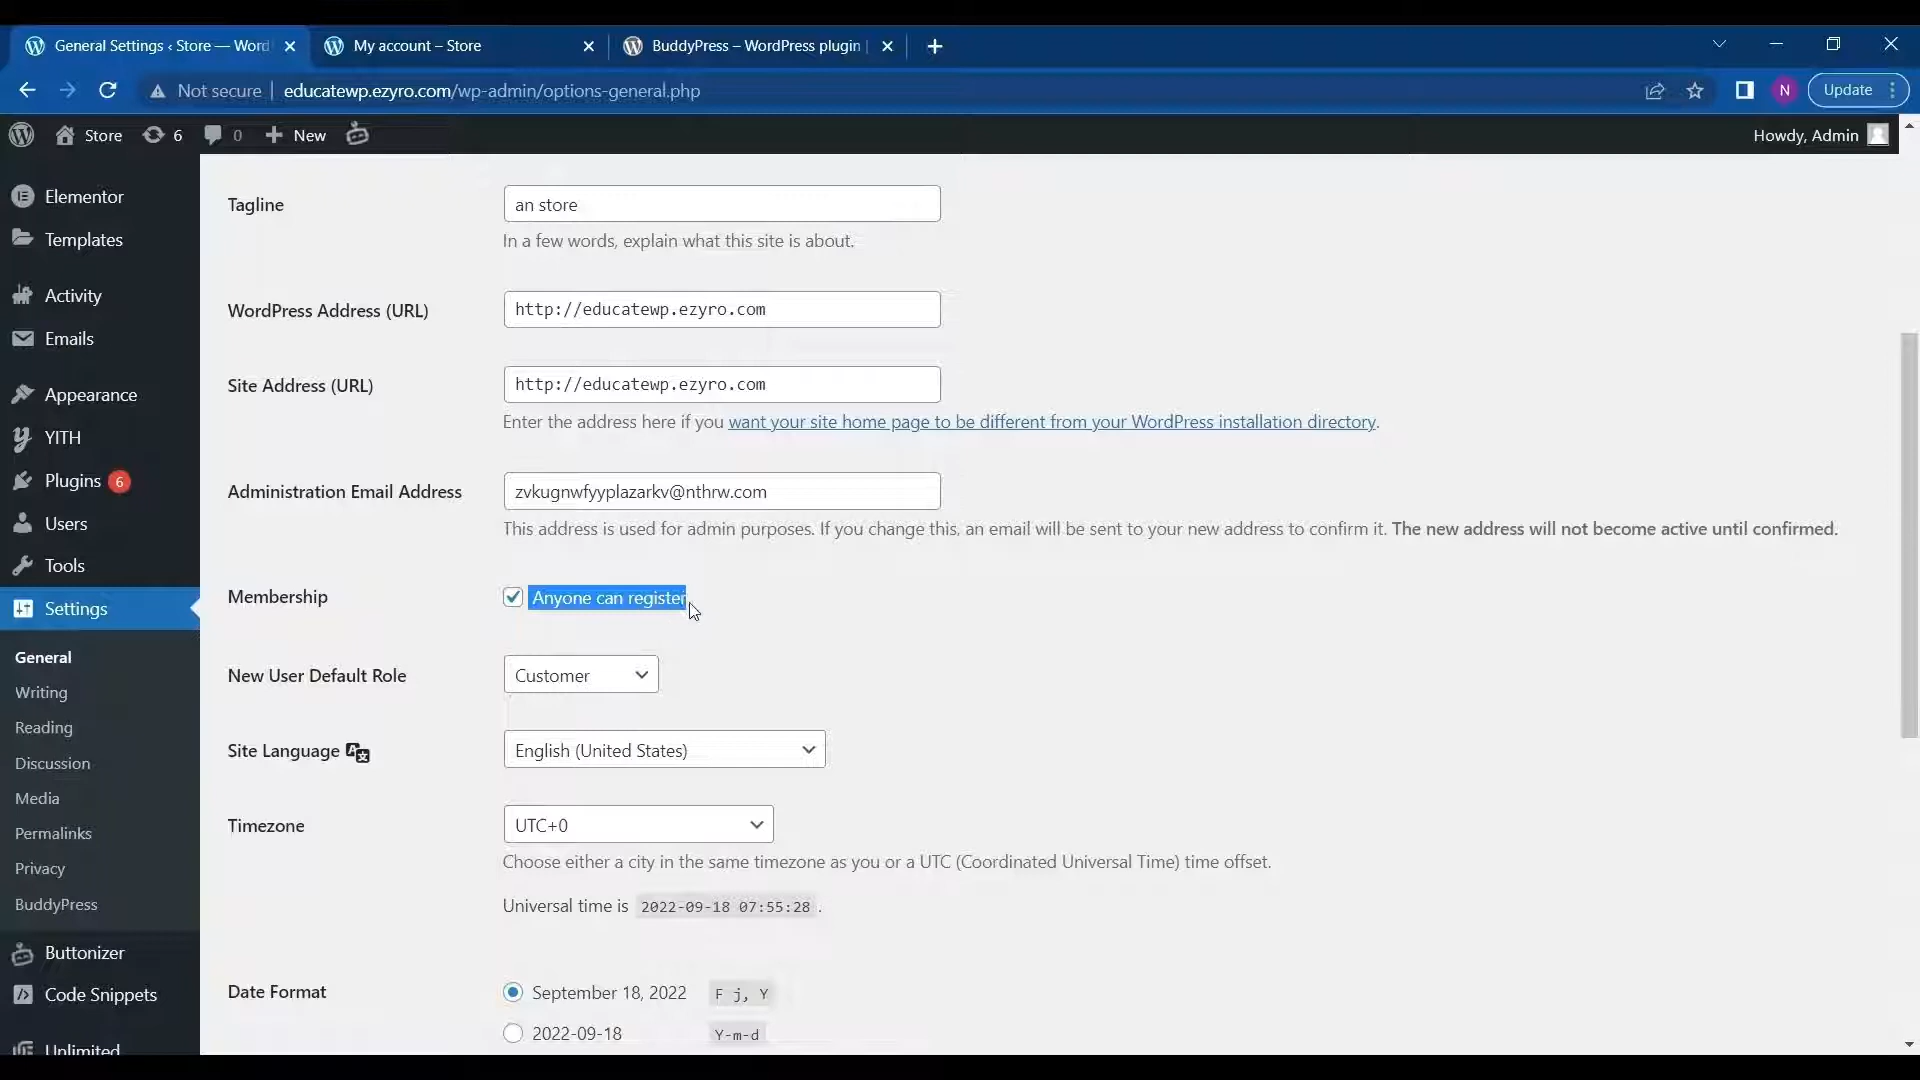 General Settings ‹ Store — Word
My account – Store
BuddyPress – WordPress plugin
Not secure
educatewp.ezyro.com/wp-admin/options-general.php
N
Update
Store
6
0
New
Howdy, Admin
Elementor
Templates
Activity
Emails
Appearance
YITH
Plugins 6
Users
Tools
Settings
General
Writing
Reading
Discussion
Media
Permalinks
Privacy
BuddyPress
Buttonizer
Code Snippets
Unlimited
Tagline
an store
In a few words, explain what this site is about.
WordPress Address (URL)
http://educatewp.ezyro.com
Site Address (URL)
http://educatewp.ezyro.com
Enter the address here if you want your site home page to be different from your WordPress installation directory.
Administration Email Address
zvkugnwfyyplazarkv@nthrw.com
This address is used for admin purposes. If you change this, an email will be sent to your new address to confirm it. The new address will not become active until confirmed.
Membership
Anyone can register
New User Default Role
Customer
Site Language
English (United States)
Timezone
UTC+0
Choose either a city in the same timezone as you or a UTC (Coordinated Universal Time) time offset.
Universal time is 2022-09-18 07:55:28 .
Date Format
September 18, 2022 F j, Y
2022-09-18 Y-m-d